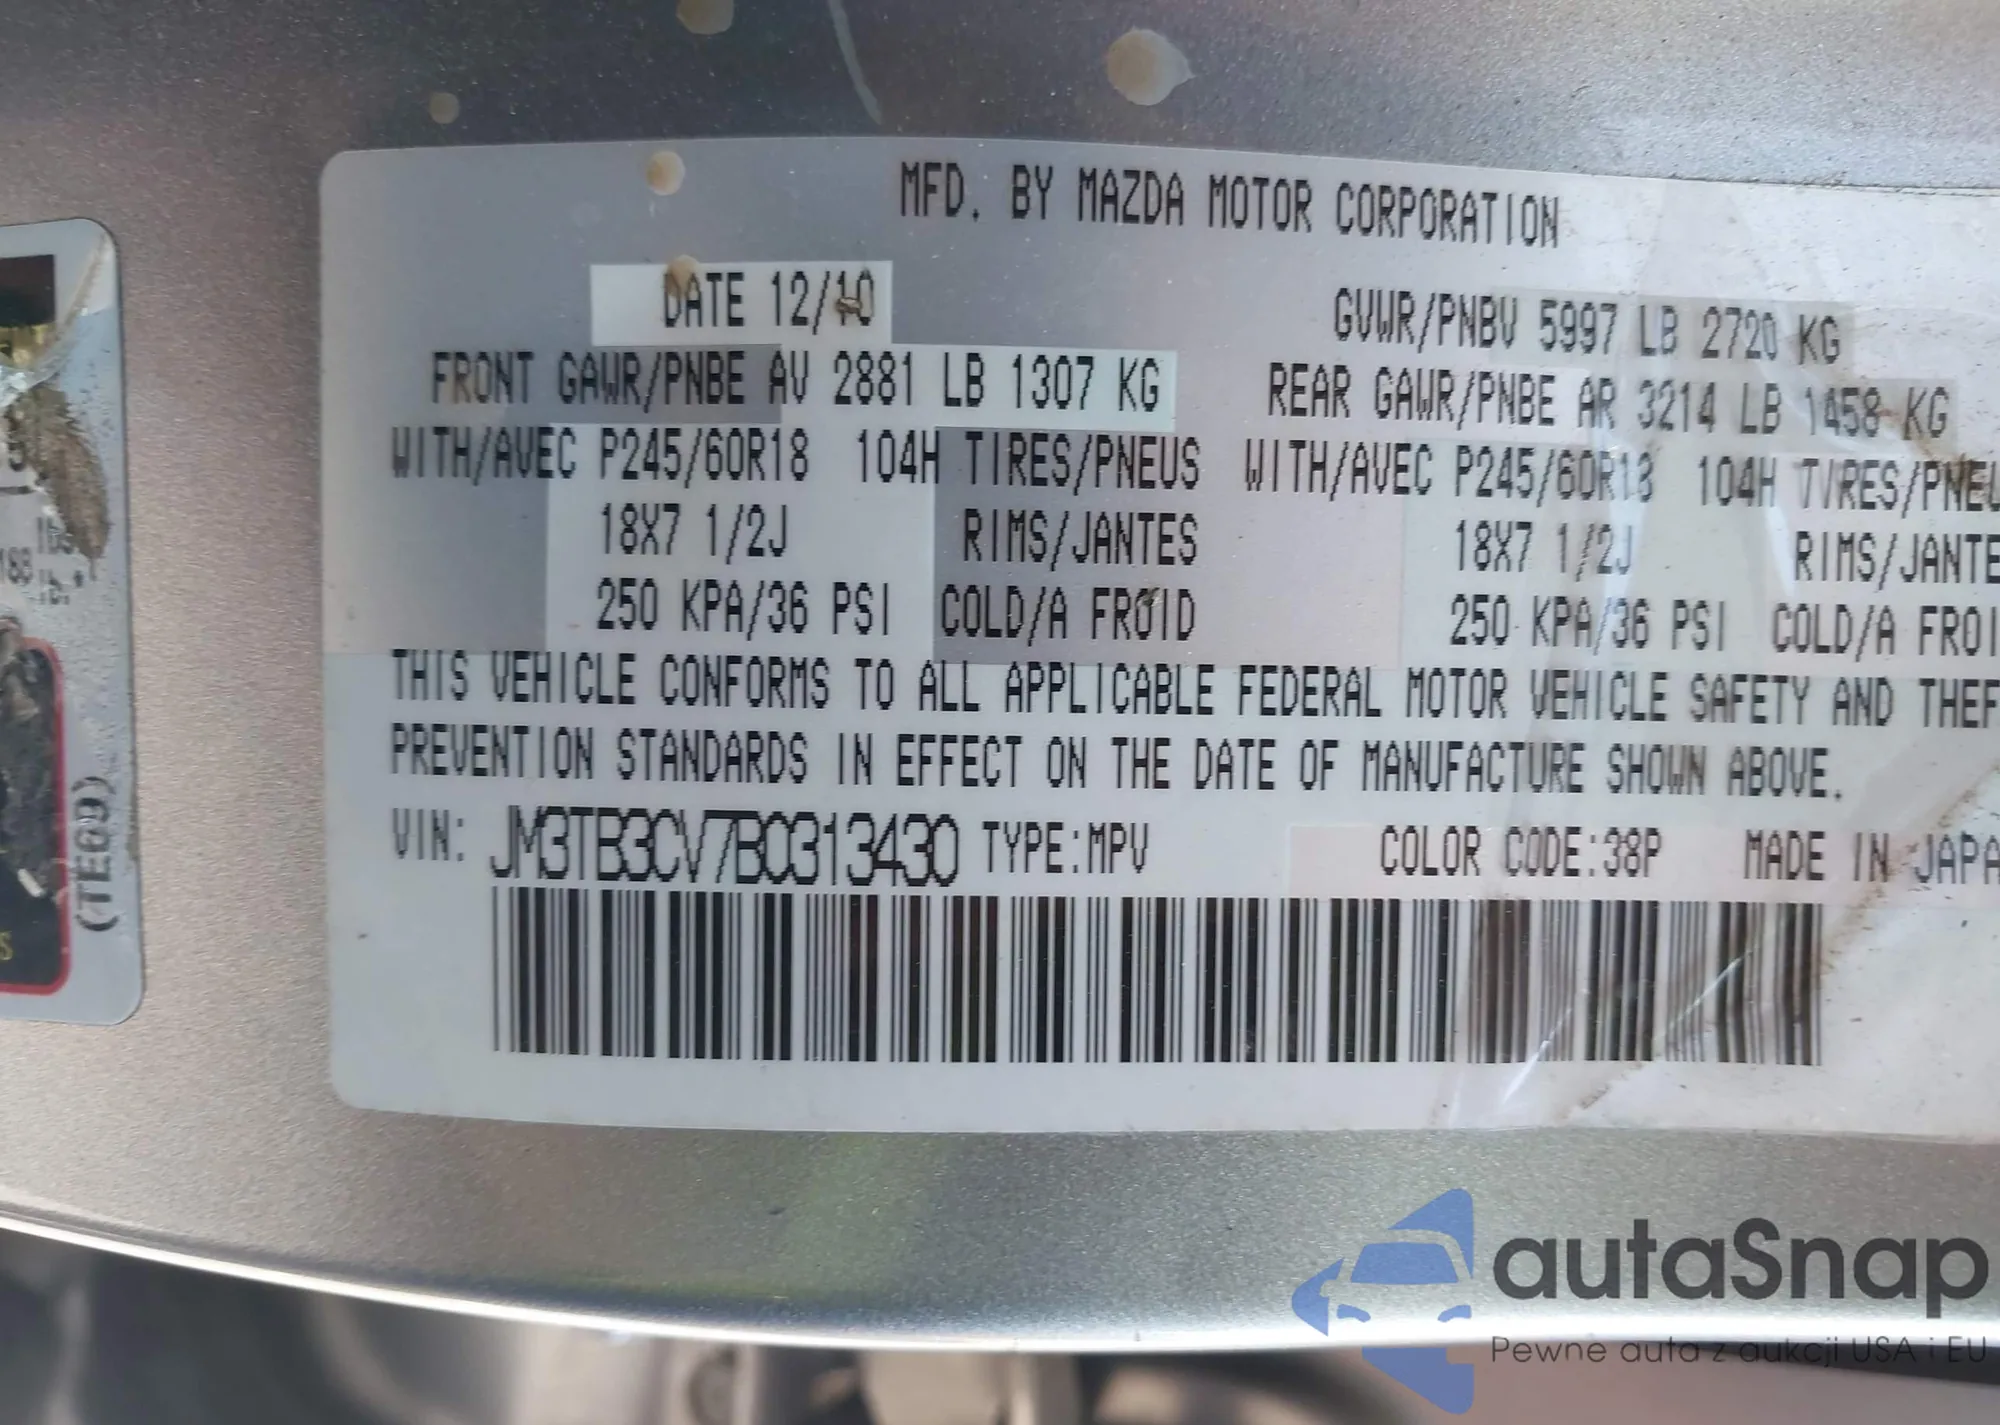 MFD. BY MAZDA MOTOR CORPORATION
DATE 12/10
GVWR/PNBV 5997 LB 2720 KG
FRONT GAWR/PNBE AV 2881 LB 1307 KG
REAR GAWR/PNBE AR 3214 LB 1458 KG
WITH/AVEC P245/60R18 104H TIRES/PNEUS
WITH/AVEC P245/60R18 104H TIRES/PNEU
18X7 1/2J RIMS/JANTES
18X7 1/2J RIMS/JANTE
250 KPA/36 PSI COLD/A FROID
250 KPA/36 PSI COLD/A FROI
THIS VEHICLE CONFORMS TO ALL APPLICABLE FEDERAL MOTOR VEHICLE SAFETY AND THEF
PREVENTION STANDARDS IN EFFECT ON THE DATE OF MANUFACTURE SHOWN ABOVE.
VIN: JM3TB3CV7B0313430 TYPE:MPV COLOR CODE:38P MADE IN JAPA
(TE0D)
autaSnap
Pewne auta z aukcji USA i EU